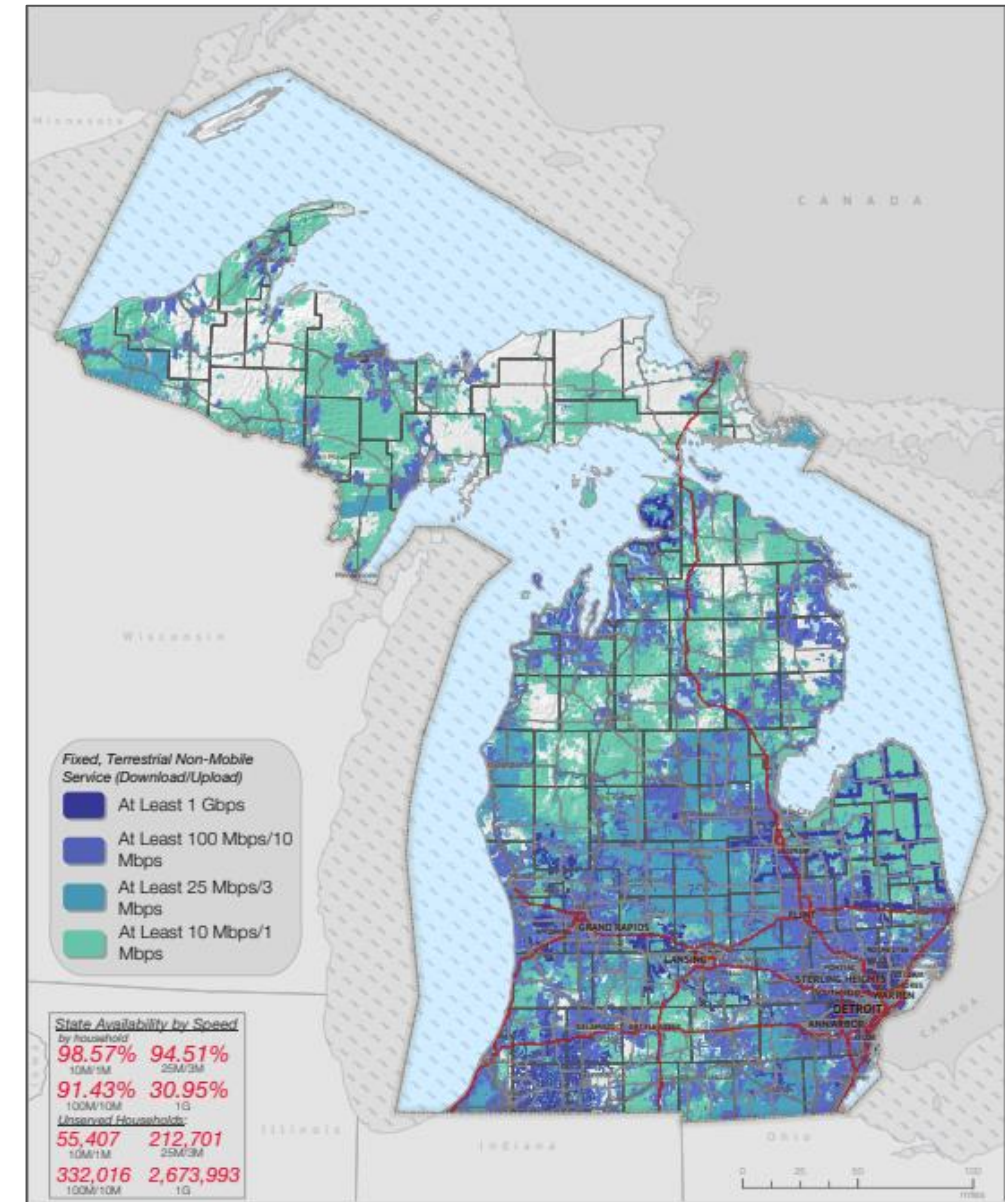 Minnesota
CANADA
Wisconsin
Fixed, Terrestrial Non-Mobile
Service (Download/Upload)
At Least 1 Gbps
At Least 100 Mbps/10
Mbps
At Least 25 Mbps/3
Mbps
At Least 10 Mbps/1
Mbps
FLINT
GRAND RAPIDS
LANSING
STERLING HEIGHTS
WARREN
DETROIT
ANN ARBOR
CANADA
State Availability by Speed
by household
98.57% 94.51%
10M/1M 25M/3M
91.43% 30.95%
100M/10M 1G
Unserved Households:
55,407 212,701
10M/1M 25M/3M
332,016 2,673,993
100M/10M 1G
Illinois
Indiana
Ohio
0 25 50 100
miles